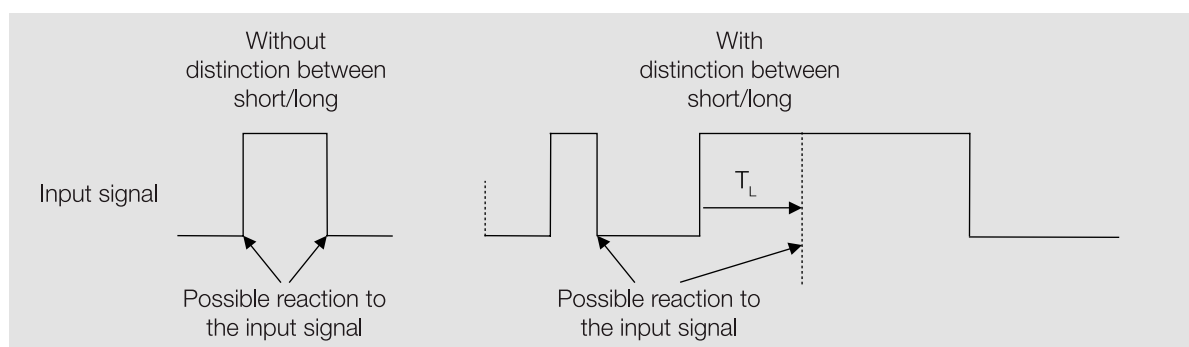 Without
distinction between
short/long
With
distinction between
short/long
Input signal
T_L
Possible reaction to
the input signal
Possible reaction to
the input signal